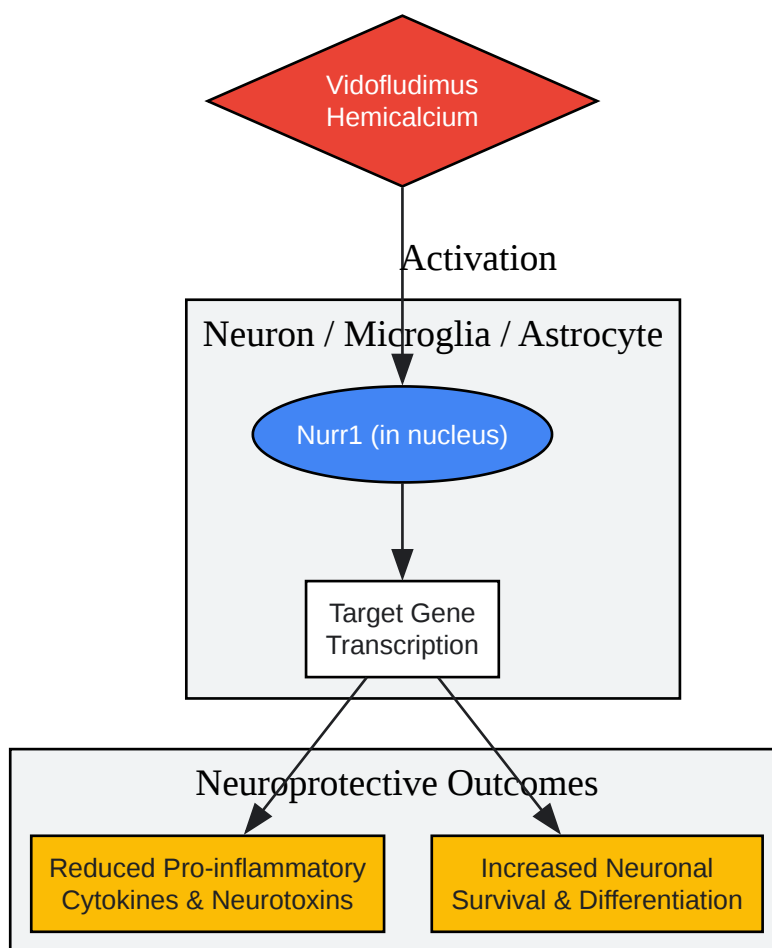 Vidofludimus
Hemicalcium
Activation
Neuron / Microglia / Astrocyte
Nurr1 (in nucleus)
Target Gene
Transcription
Neuroprotective Outcomes
Reduced Pro-inflammatory
Cytokines & Neurotoxins
Increased Neuronal
Survival & Differentiation